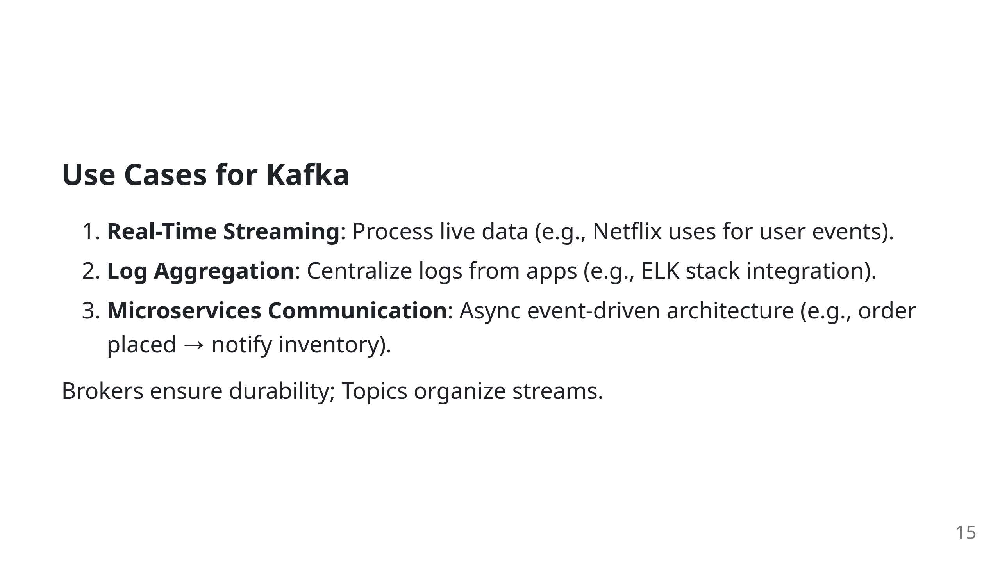 Use Cases for Kafka
1. Real-Time Streaming: Process live data (e.g., Netflix uses for user events).
2. Log Aggregation: Centralize logs from apps (e.g., ELK stack integration).
3. Microservices Communication: Async event-driven architecture (e.g., order
placed → notify inventory).
Brokers ensure durability; Topics organize streams.
15